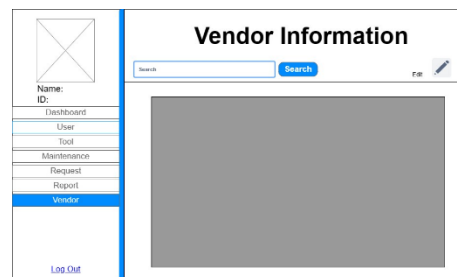 Name:
ID:
Dashboard
User
Tool
Maintenance
Request
Report
Vendor
Log Out
Vendor Information
Search
Search
Edit